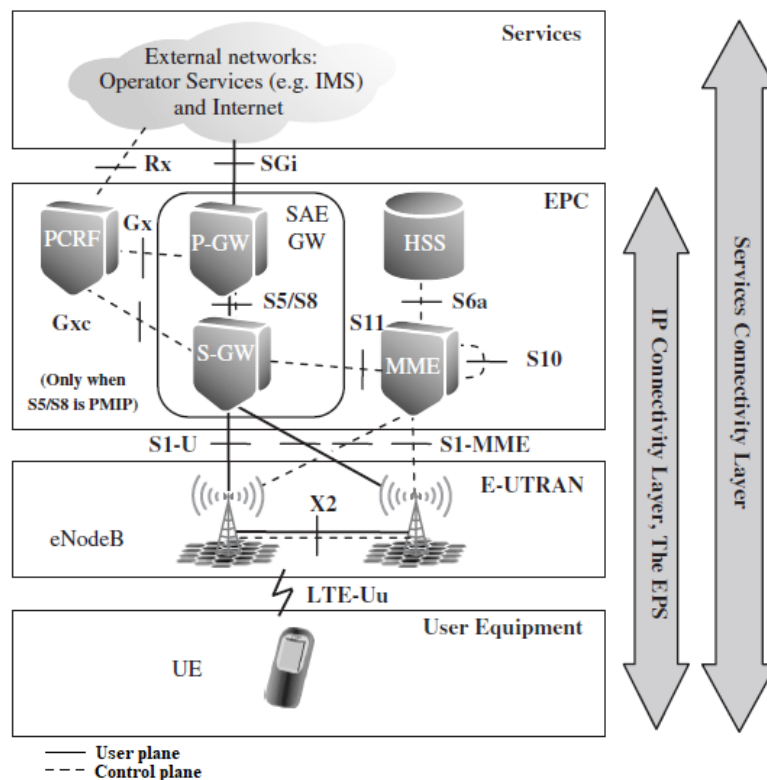 Services
External networks:
Operator Services (e.g. IMS)
and Internet
Rx
SGi
EPC
SAE
GW
PCRF
Gx
P-GW
HSS
S5/S8
S6a
Gxc
S11
S-GW
MME
S10
(Only when
S5/S8 is PMIP)
S1-U
S1-MME
E-UTRAN
X2
eNodeB
LTE-Uu
User Equipment
UE
User plane
Control plane
IP Connectivity Layer, The EPS
Services Connectivity Layer